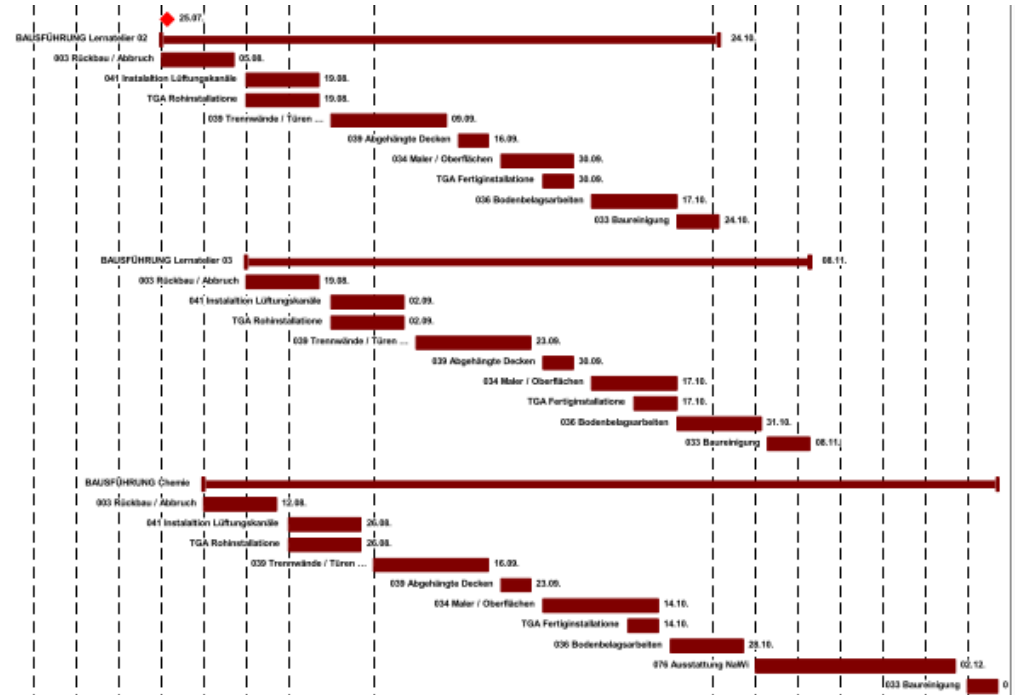 25.07.
BAUSFÜHRUNG Lernatelier 02 24.10.
003 Rückbau / Abbruch 05.08.
041 Instalaltion Lüftungskanäle 19.08.
TGA Rohinstallatione 19.08.
039 Trennwände / Türen ... 09.09.
039 Abgehängte Decken 16.09.
034 Maler / Oberflächen 30.09.
TGA Fertiginstallatione 30.09.
036 Bodenbelagsarbeiten 17.10.
033 Baureinigung 24.10.
BAUSFÜHRUNG Lernatelier 03 08.11.
003 Rückbau / Abbruch 19.08.
041 Instalaltion Lüftungskanäle 02.09.
TGA Rohinstallatione 02.09.
039 Trennwände / Türen ... 23.09.
039 Abgehängte Decken 30.09.
034 Maler / Oberflächen 17.10.
TGA Fertiginstallatione 17.10.
036 Bodenbelagsarbeiten 31.10.
033 Baureinigung 08.11.
BAUSFÜHRUNG Chemie
003 Rückbau / Abbruch 12.08.
041 Instalaltion Lüftungskanäle 26.08.
TGA Rohinstallatione 26.08.
039 Trennwände / Türen ... 16.09.
039 Abgehängte Decken 23.09.
034 Maler / Oberflächen 14.10.
TGA Fertiginstallatione 14.10.
036 Bodenbelagsarbeiten 28.10.
076 Ausstattung NaWi 02.12.
033 Baureinigung 0